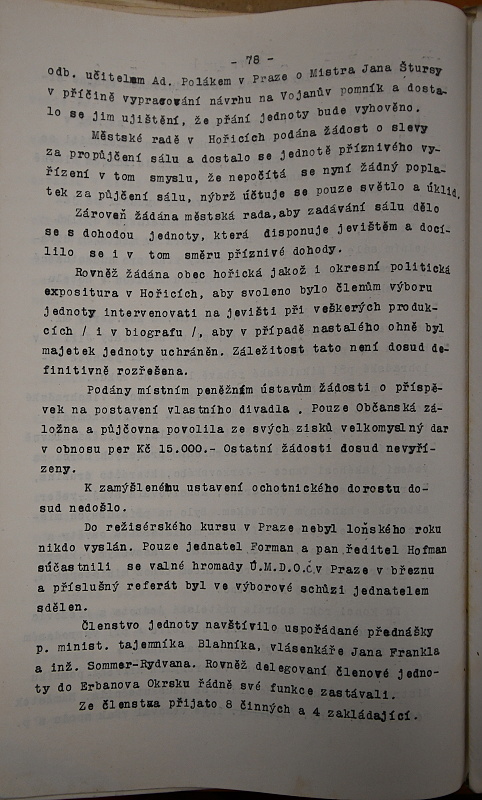 - 78 -
odb. učitelem Ad. Polákem v Praze o Mistra Jana Štursy
v příčině vypracování návrhu na Vojanův pomník a dosta-
lo se jim ujištění, že přání jednoty bude vyhověno.
Městské radě v Hořicích podána žádost o slevy
za propůjčení sálu a dostalo se jednotě příznivého vy-
řízení v tom smyslu, že nepočítá se nyní žádný popla-
tek za půjčení sálu, nýbrž účtuje se pouze světlo a úklid.
Zároveň žádána městská rada,aby zadávání sálu dělo
se s dohodou jednoty, která disponuje jevištěm a docí-
lilo se i v tom směru příznivé dohody.
Rovněž žádána obec hořická jakož i okresní politická
expositura v Hořicích, aby svoleno bylo členům výboru
jednoty intervenovati na jevišti při veškerých produk-
cích / i v biografu /, aby v případě nastalého ohně byl
majetek jednoty uchráněn. Záležitost tato není dosud de-
finitivně rozřešena.
Podány místním peněžním ústavům žádosti o příspě-
vek na postavení vlastního divadla . Pouze Občanská zá-
ložna a půjčovna povolila ze svých zisků velkomyslný dar
v obnosu per Kč 15.000.- Ostatní žádosti dosud nevyří-
zeny.
K zamýšlenému ustavení ochotnického dorostu do-
sud nedošlo.
Do režisérského kursu v Praze nebyl loňského roku
nikdo vyslán. Pouze jednatel Forman a pan ředitel Hofman
súčastnili se valné hromady Ú.M.D.O.Č.v Praze v březnu
a příslušný referát byl ve výborové schůzi jednatelem
sdělen.
Členstvo jednoty navštívilo uspořádané přednášky
p. minist. tajemníka Blahníka, vlásenkáře Jana Frankla
a inž. Sommer-Rydvana. Rovněž delegovaní členové jedno-
ty do Erbanova Okrsku řádně své funkce zastávali.
Ze členstva přijato 8 činných a 4 zakládající.